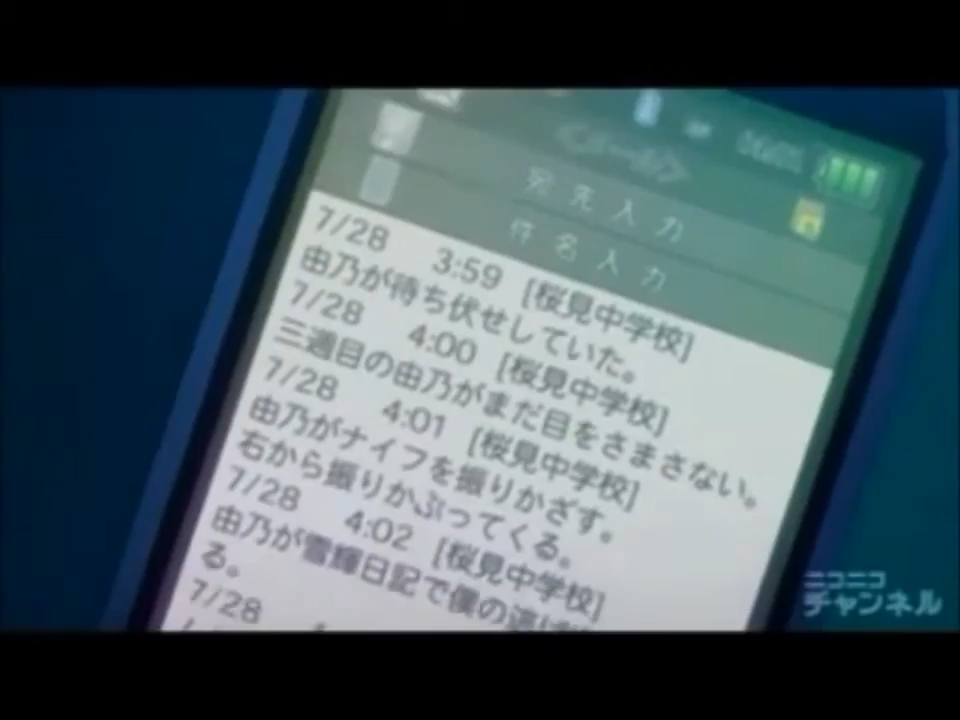 <メール>
宛先入力
件名入力
7/28 3:59 [桜見中学校]
由乃が待ち伏せしていた。
7/28 4:00 [桜見中学校]
三週目の由乃がまだ目をさまさない。
7/28 4:01 [桜見中学校]
由乃がナイフを振りかざす。
右から振りかぶってくる。
7/28 4:02 [桜見中学校]
由乃が雪輝日記で僕の逃げ
る。
7/28
ニコニコ
チャンネル